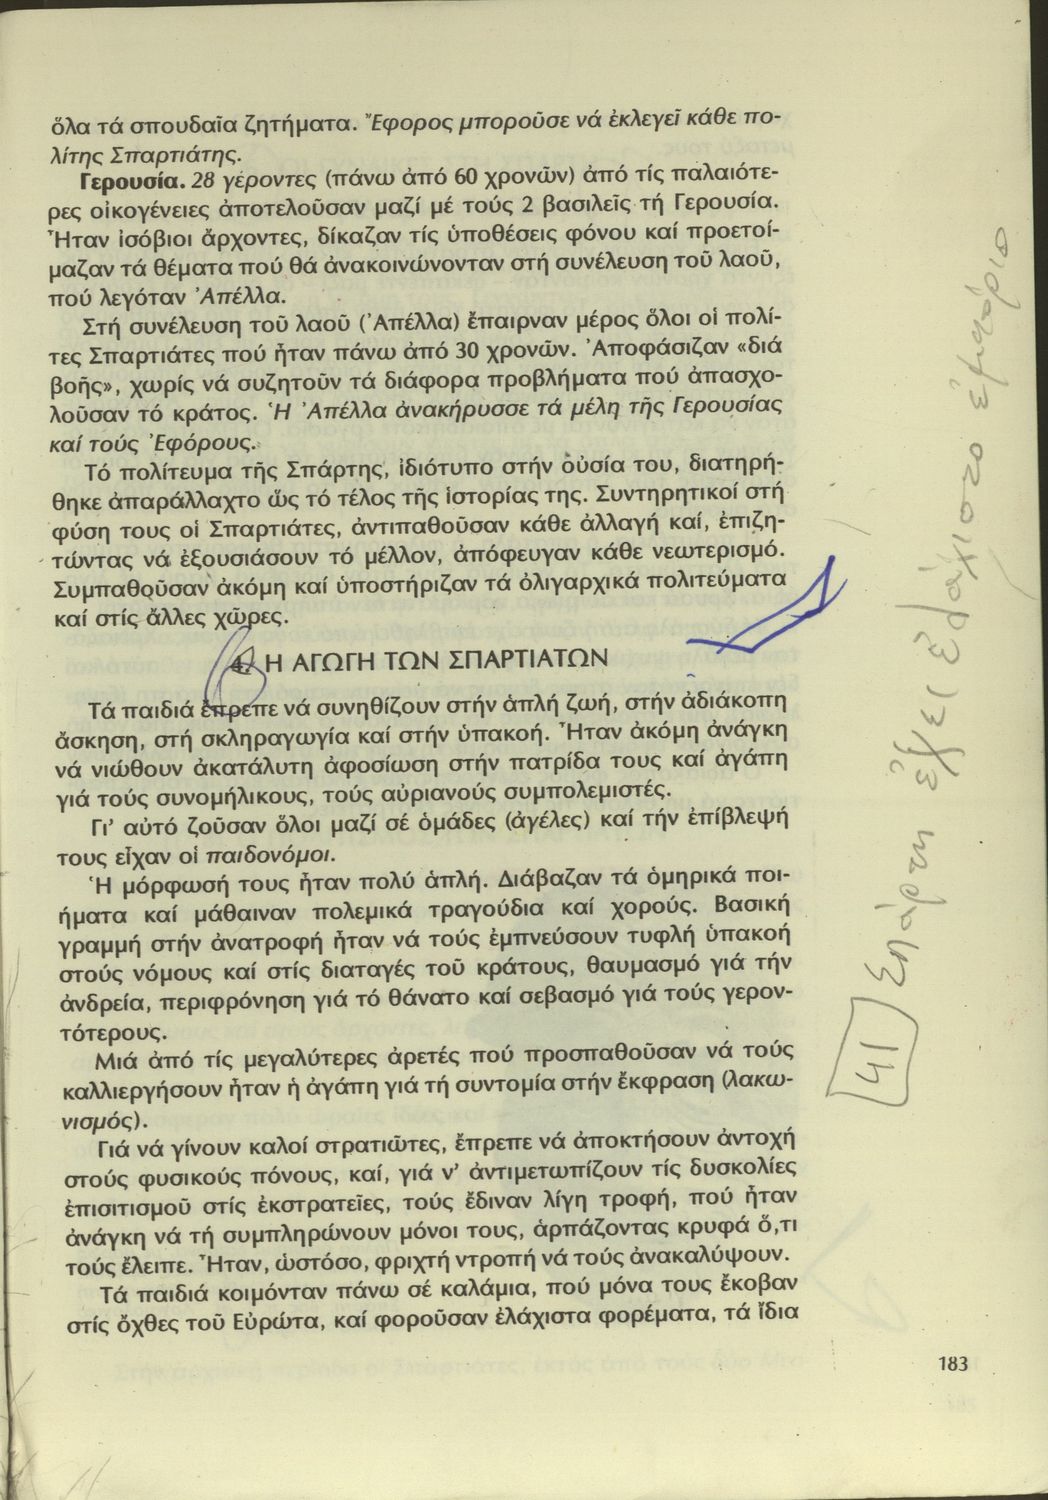 ὅλα τά σπουδαῖα ζητήματα. Ἔφορος μποροῦσε νά ἐκλεγεῖ κάθε πο-
λίτης Σπαρτιάτης.
Γερουσία. 28 γέροντες (πάνω ἀπό 60 χρονῶν) ἀπό τίς παλαιότε-
ρες οἰκογένειες ἀποτελοῦσαν μαζί μέ τούς 2 βασιλεῖς τή Γερουσία.
Ἦταν ἰσόβιοι ἄρχοντες, δίκαζαν τίς ὑποθέσεις φόνου καί προετοί-
μαζαν τά θέματα πού θά ἀνακοινώνονταν στή συνέλευση τοῦ λαοῦ,
πού λεγόταν Ἀπέλλα.
Στή συνέλευση τοῦ λαοῦ (Ἀπέλλα) ἔπαιρναν μέρος ὅλοι οἱ πολί-
τες Σπαρτιάτες πού ἦταν πάνω ἀπό 30 χρονῶν. Ἀποφάσιζαν «διά
βοῆς», χωρίς νά συζητοῦν τά διάφορα προβλήματα πού ἀπασχο-
λοῦσαν τό κράτος. Ἡ Ἀπέλλα ἀνακήρυσσε τά μέλη τῆς Γερουσίας
καί τούς Ἐφόρους.
Τό πολίτευμα τῆς Σπάρτης, ἰδιότυπο στήν οὐσία του, διατηρή-
θηκε ἀπαράλλαχτο ὥς τό τέλος τῆς ἱστορίας της. Συντηρητικοί στή
φύση τους οἱ Σπαρτιάτες, ἀντιπαθοῦσαν κάθε ἀλλαγή καί, ἐπιζη-
τώντας νά ἐξουσιάσουν τό μέλλον, ἀπόφευγαν κάθε νεωτερισμό.
Συμπαθοῦσαν ἀκόμη καί ὑποστήριζαν τά ὀλιγαρχικά πολιτεύματα
καί στίς ἄλλες χῶρες.
4. Η ΑΓΩΓΗ ΤΩΝ ΣΠΑΡΤΙΑΤΩΝ
Τά παιδιά ἔπρεπε νά συνηθίζουν στήν ἁπλή ζωή, στήν ἀδιάκοπη
ἄσκηση, στή σκληραγωγία καί στήν ὑπακοή. Ἦταν ἀκόμη ἀνάγκη
νά νιώθουν ἀκατάλυτη ἀφοσίωση στήν πατρίδα τους καί ἀγάπη
γιά τούς συνομήλικους, τούς αὐριανούς συμπολεμιστές.
Γι' αὐτό ζοῦσαν ὅλοι μαζί σέ ὁμάδες (ἀγέλες) καί τήν ἐπίβλεψή
τους εἶχαν οἱ παιδονόμοι.
Ἡ μόρφωσή τους ἦταν πολύ ἁπλή. Διάβαζαν τά ὁμηρικά ποι-
ήματα καί μάθαιναν πολεμικά τραγούδια καί χορούς. Βασική
γραμμή στήν ἀνατροφή ἦταν νά τούς ἐμπνεύσουν τυφλή ὑπακοή
στούς νόμους καί στίς διαταγές τοῦ κράτους, θαυμασμό γιά τήν
ἀνδρεία, περιφρόνηση γιά τό θάνατο καί σεβασμό γιά τούς γερον-
τότερους.
Μιά ἀπό τίς μεγαλύτερες ἀρετές πού προσπαθοῦσαν νά τούς
καλλιεργήσουν ἦταν ἡ ἀγάπη γιά τή συντομία στήν ἔκφραση (λακω-
νισμός).
Γιά νά γίνουν καλοί στρατιῶτες, ἔπρεπε νά ἀποκτήσουν ἀντοχή
στούς φυσικούς πόνους, καί, γιά ν' ἀντιμετωπίζουν τίς δυσκολίες
ἐπισιτισμοῦ στίς ἐκστρατεῖες, τούς ἔδιναν λίγη τροφή, πού ἦταν
ἀνάγκη νά τή συμπληρώνουν μόνοι τους, ἁρπάζοντας κρυφά ὅ,τι
τούς ἔλειπε. Ἦταν, ὡστόσο, φριχτή ντροπή νά τούς ἀνακαλύψουν.
Τά παιδιά κοιμόνταν πάνω σέ καλάμια, πού μόνα τους ἔκοβαν
στίς ὄχθες τοῦ Εὐρώτα, καί φοροῦσαν ἐλάχιστα φορέματα, τά ἴδια
183
41 Σπάρτη ἔχει ἐλάχιστο ἐμπόριο